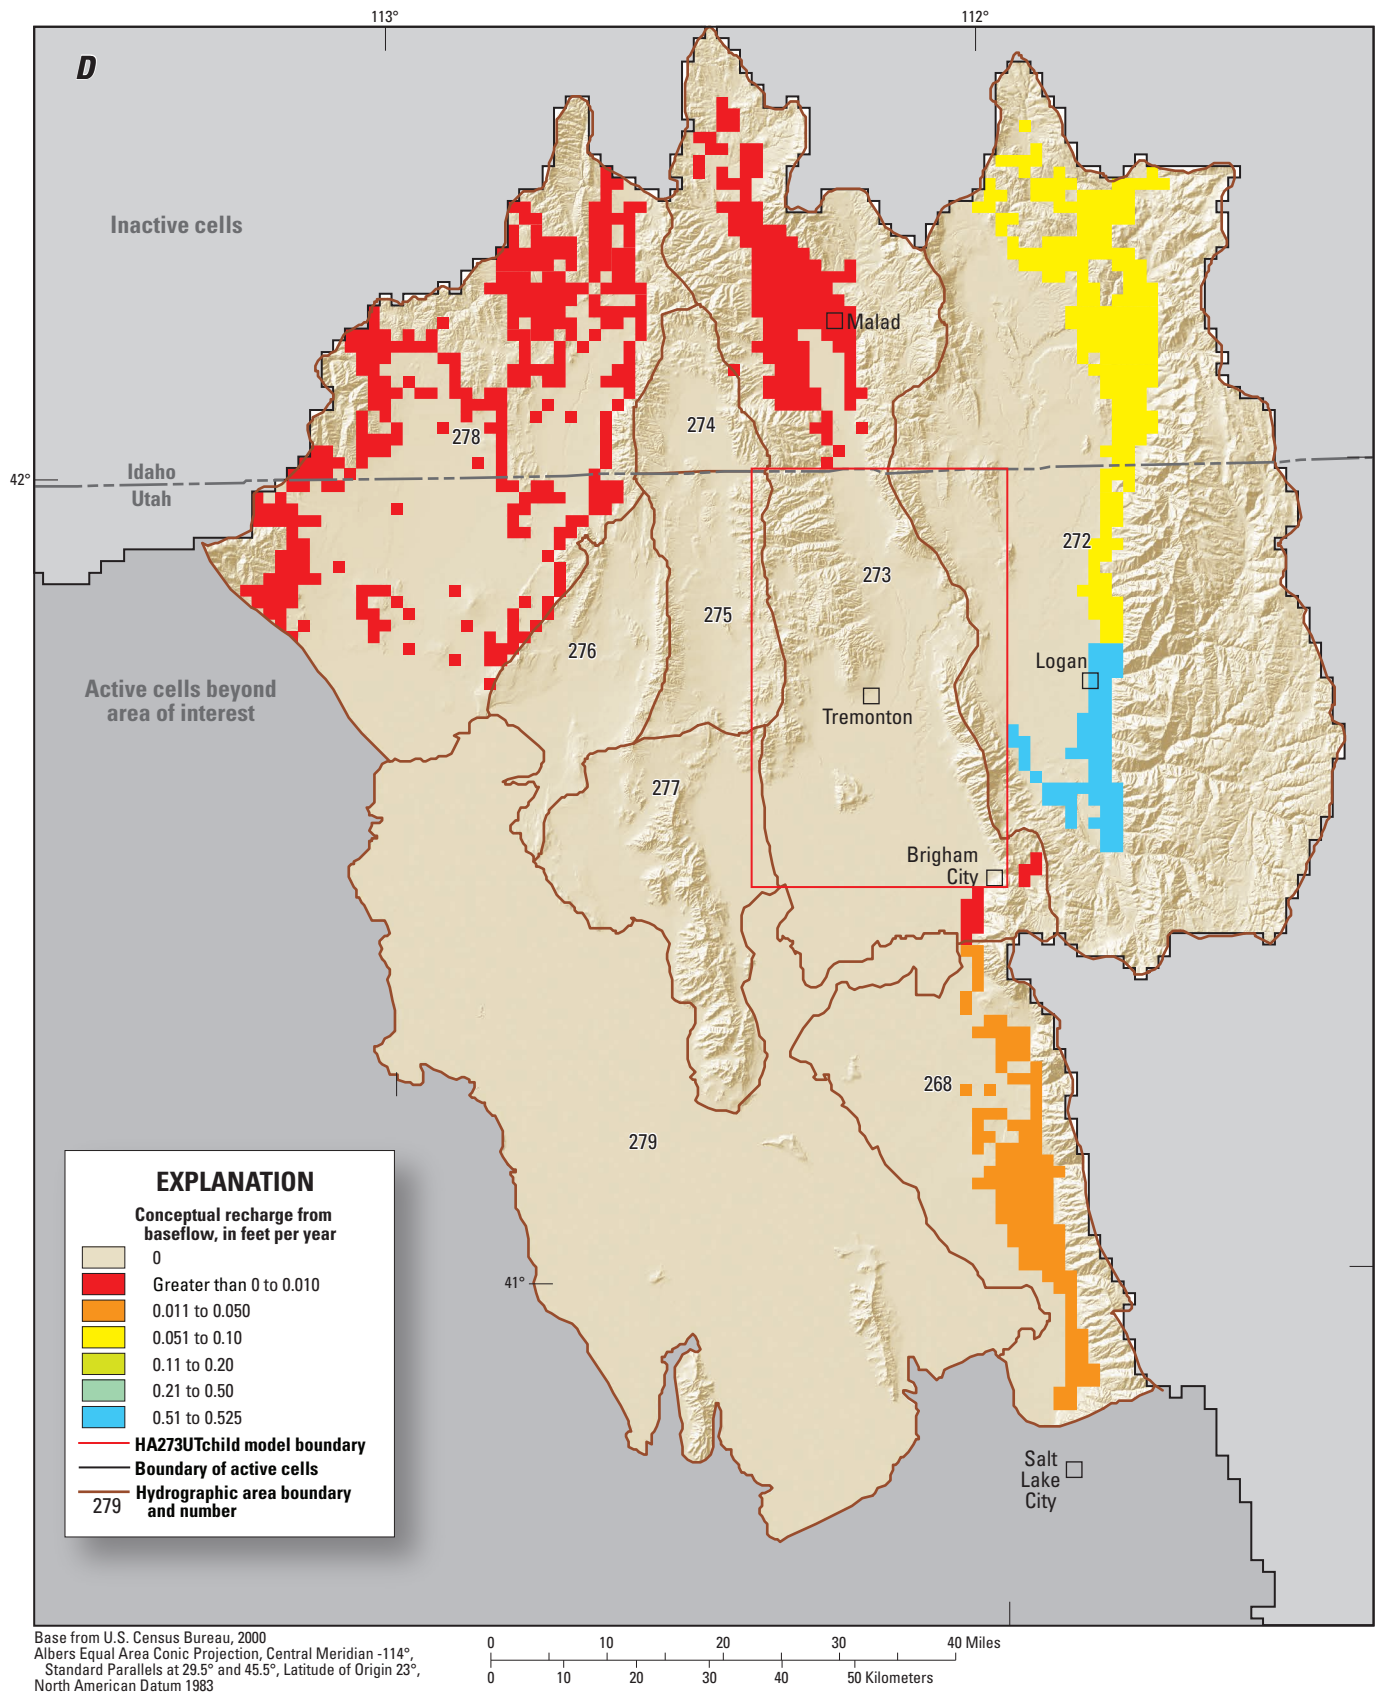 113°
112°
D
Inactive cells
Malad
274
278
Idaho
42°
Utah
272
273
275
276
Logan
Active cells beyond
area of interest
Tremonton
277
Brigham
City
268
279
41°
EXPLANATION
Conceptual recharge from
baseflow, in feet per year
0
Greater than 0 to 0.010
0.011 to 0.050
0.051 to 0.10
0.11 to 0.20
0.21 to 0.50
0.51 to 0.525
HA273UTchild model boundary
Boundary of active cells
Hydrographic area boundary
279 and number
Salt
Lake
City
Base from U.S. Census Bureau, 2000
Albers Equal Area Conic Projection, Central Meridian -114°,
Standard Parallels at 29.5° and 45.5°, Latitude of Origin 23°,
North American Datum 1983
0 10 20 30 40 Miles
0 10 20 30 40 50 Kilometers